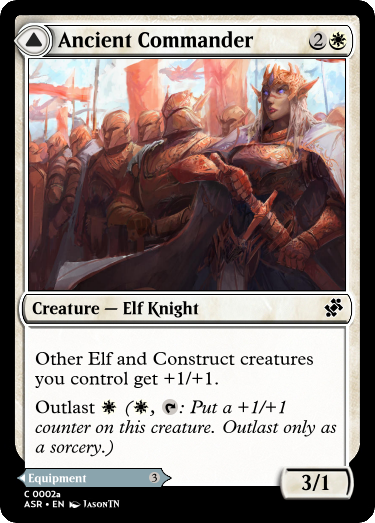 Ancient Commander 2
Creature — Elf Knight
Other Elf and Construct creatures
you control get +1/+1.
Outlast (, : Put a +1/+1
counter on this creature. Outlast only as
a sorcery.)
Equipment 3
3/1
C 0002a
ASR • EN JasonTN